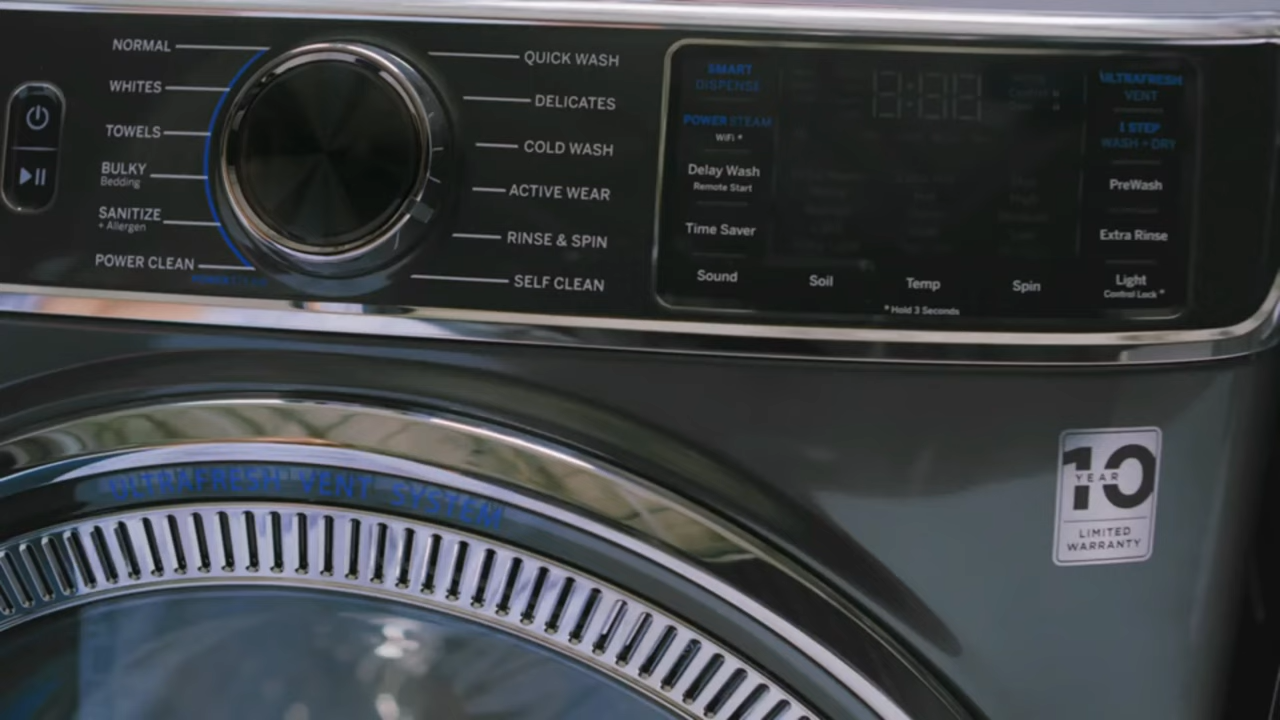 NORMAL
WHITES
TOWELS
BULKY
Bedding
SANITIZE
+ Allergen
POWER CLEAN
QUICK WASH
DELICATES
COLD WASH
ACTIVE WEAR
RINSE & SPIN
SELF CLEAN
SMART
DISPENSE
POWER STEAM
WiFi *
Delay Wash
Remote Start
Time Saver
Sound
Soil
Temp
* Hold 3 Seconds
Spin
ULTRAFRESH
VENT
1 STEP
WASH + DRY
PreWash
Extra Rinse
Light
Control Lock *
ULTRAFRESH VENT SYSTEM
10
YEAR
LIMITED
WARRANTY